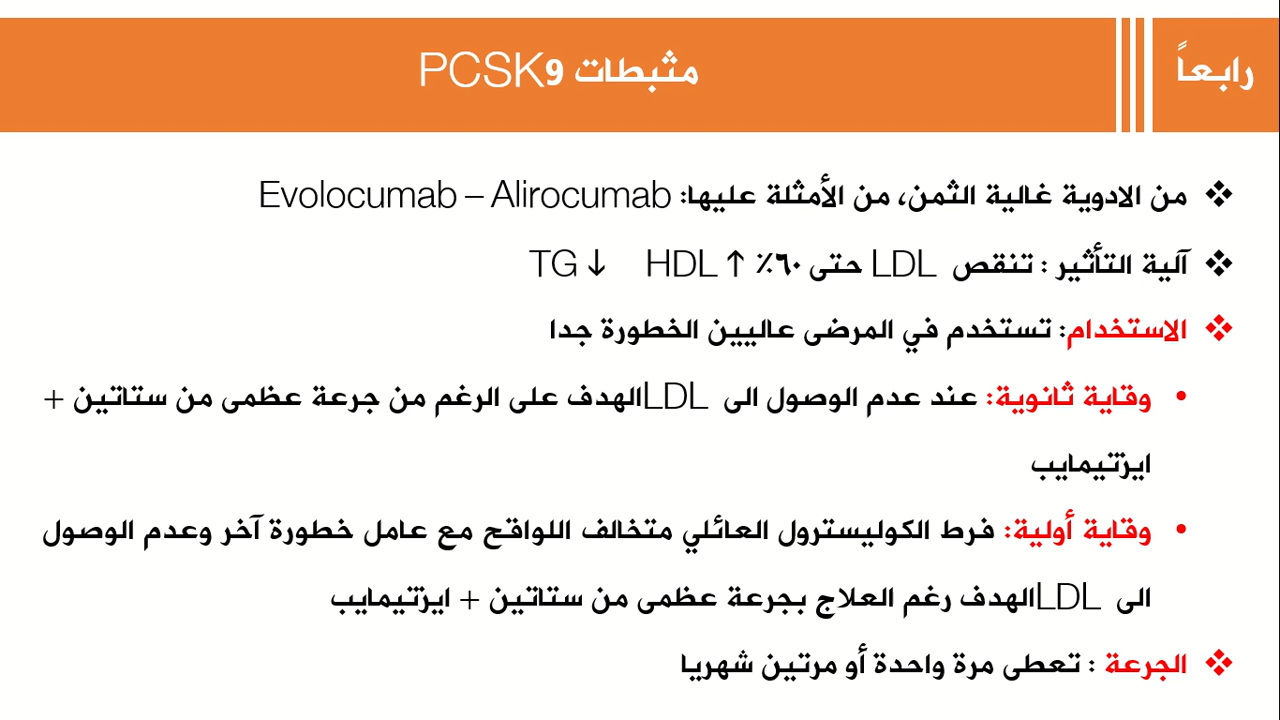 رابعاً
مثبطات PCSK9
❖ من الادوية غالية الثمن، من الأمثلة عليها: Evolocumab – Alirocumab
❖ آلية التأثير : تنقص LDL حتى ٦٠٪ ↑HDL ↓TG
❖ الاستخدام: تستخدم في المرضى عاليين الخطورة جدا
• وقاية ثانوية: عند عدم الوصول الى LDLالهدف على الرغم من جرعة عظمى من ستاتين +
ايزتيمايب
• وقاية أولية: فرط الكوليسترول العائلي متخالف اللواقح مع عامل خطورة آخر وعدم الوصول
الى LDLالهدف رغم العلاج بجرعة عظمى من ستاتين + ايزتيمايب
❖ الجرعة : تعطى مرة واحدة أو مرتين شهريا